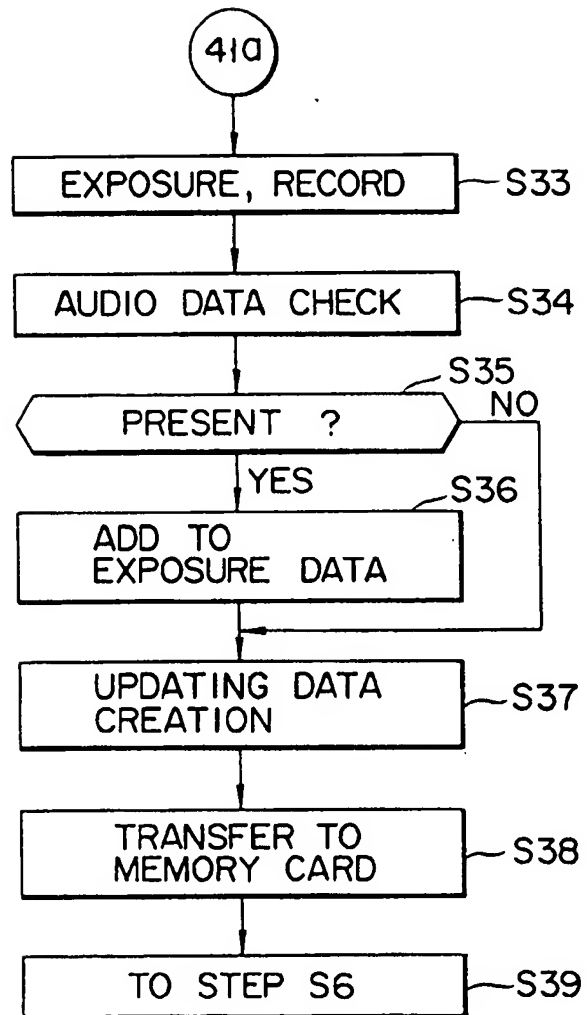 41a
EXPOSURE, RECORD
S33
AUDIO DATA CHECK
S34
S35
PRESENT ?
NO
YES
S36
ADD TO
EXPOSURE DATA
UPDATING DATA
CREATION
S37
TRANSFER TO
MEMORY CARD
S38
TO STEP S6
S39